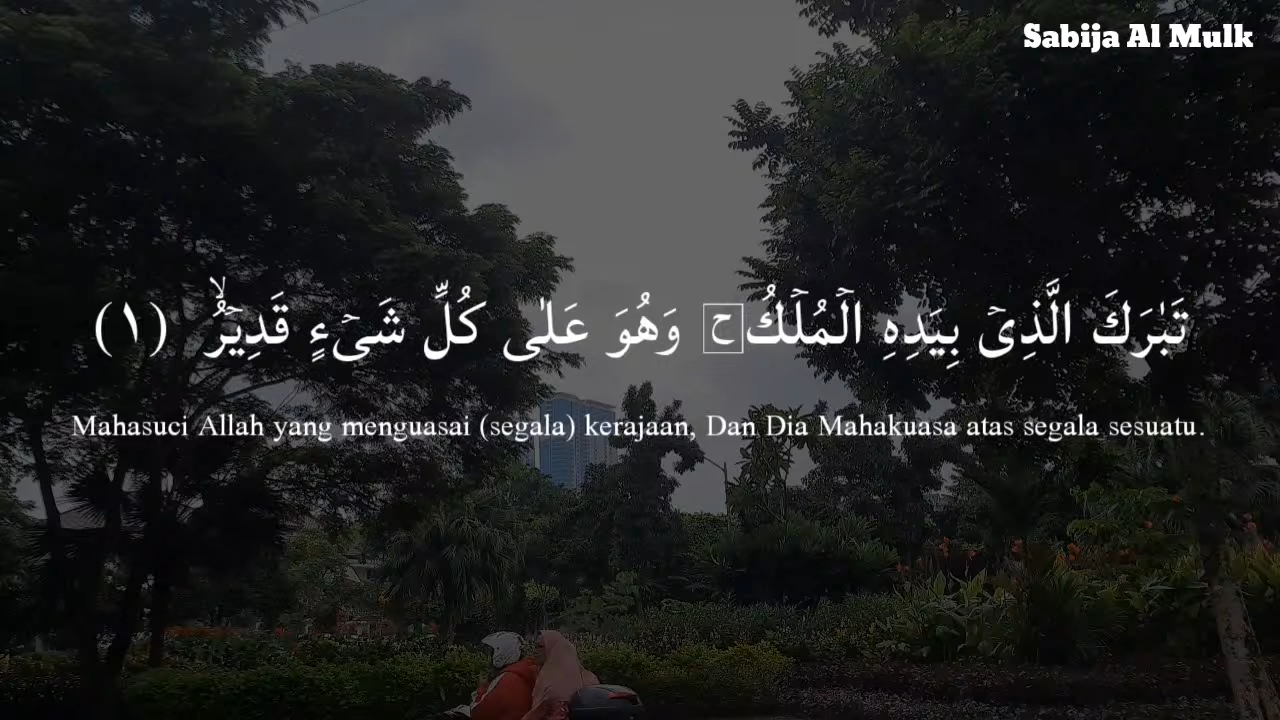 Sabija Al Mulk
تَبٰرَكَ الَّذِىۡ بِيَدِهِ الۡمُلۡكُ ۖح وَهُوَ عَلٰى كُلِّ شَىۡءٍ قَدِيۡرُۙ (١)
Mahasuci Allah yang menguasai (segala) kerajaan, Dan Dia Mahakuasa atas segala sesuatu.